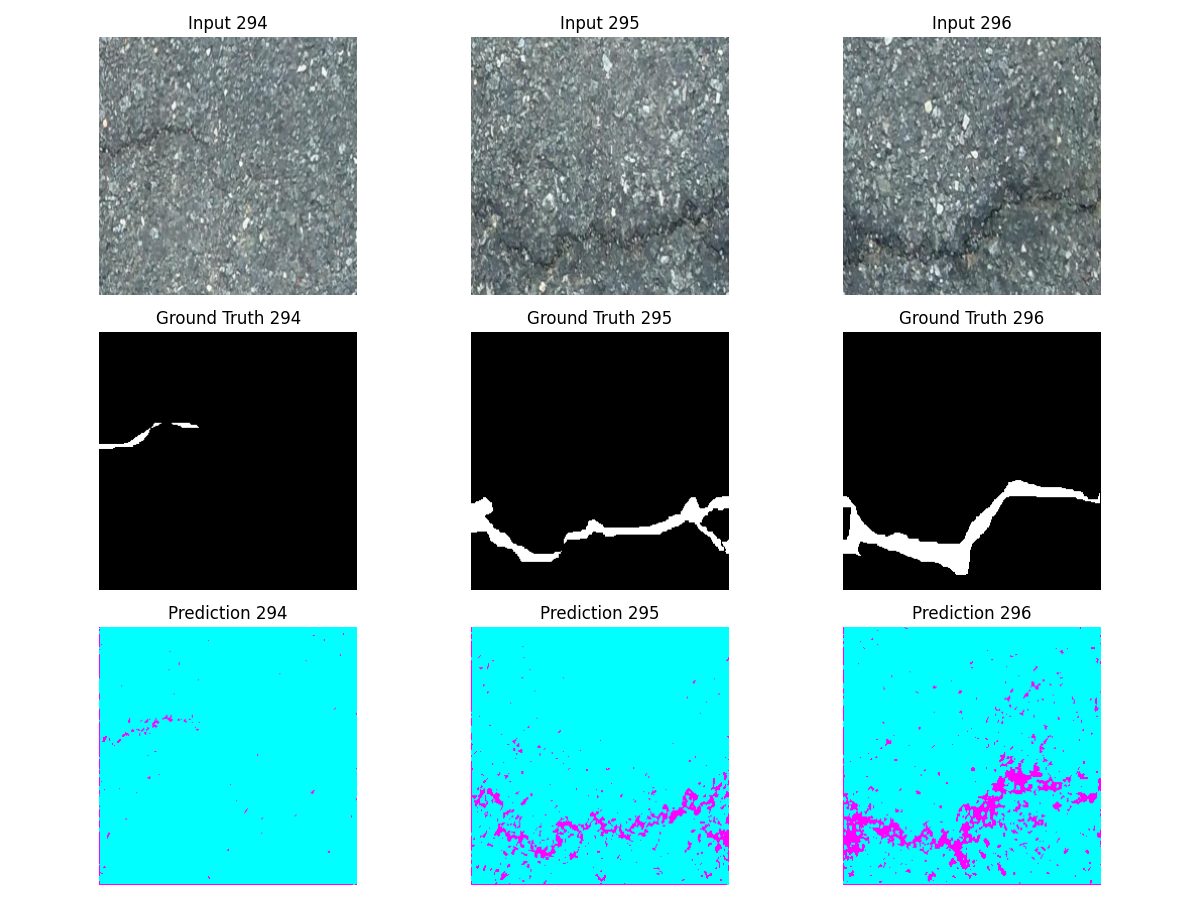 Input 294
Input 295
Input 296
Ground Truth 294
Ground Truth 295
Ground Truth 296
Prediction 294
Prediction 295
Prediction 296